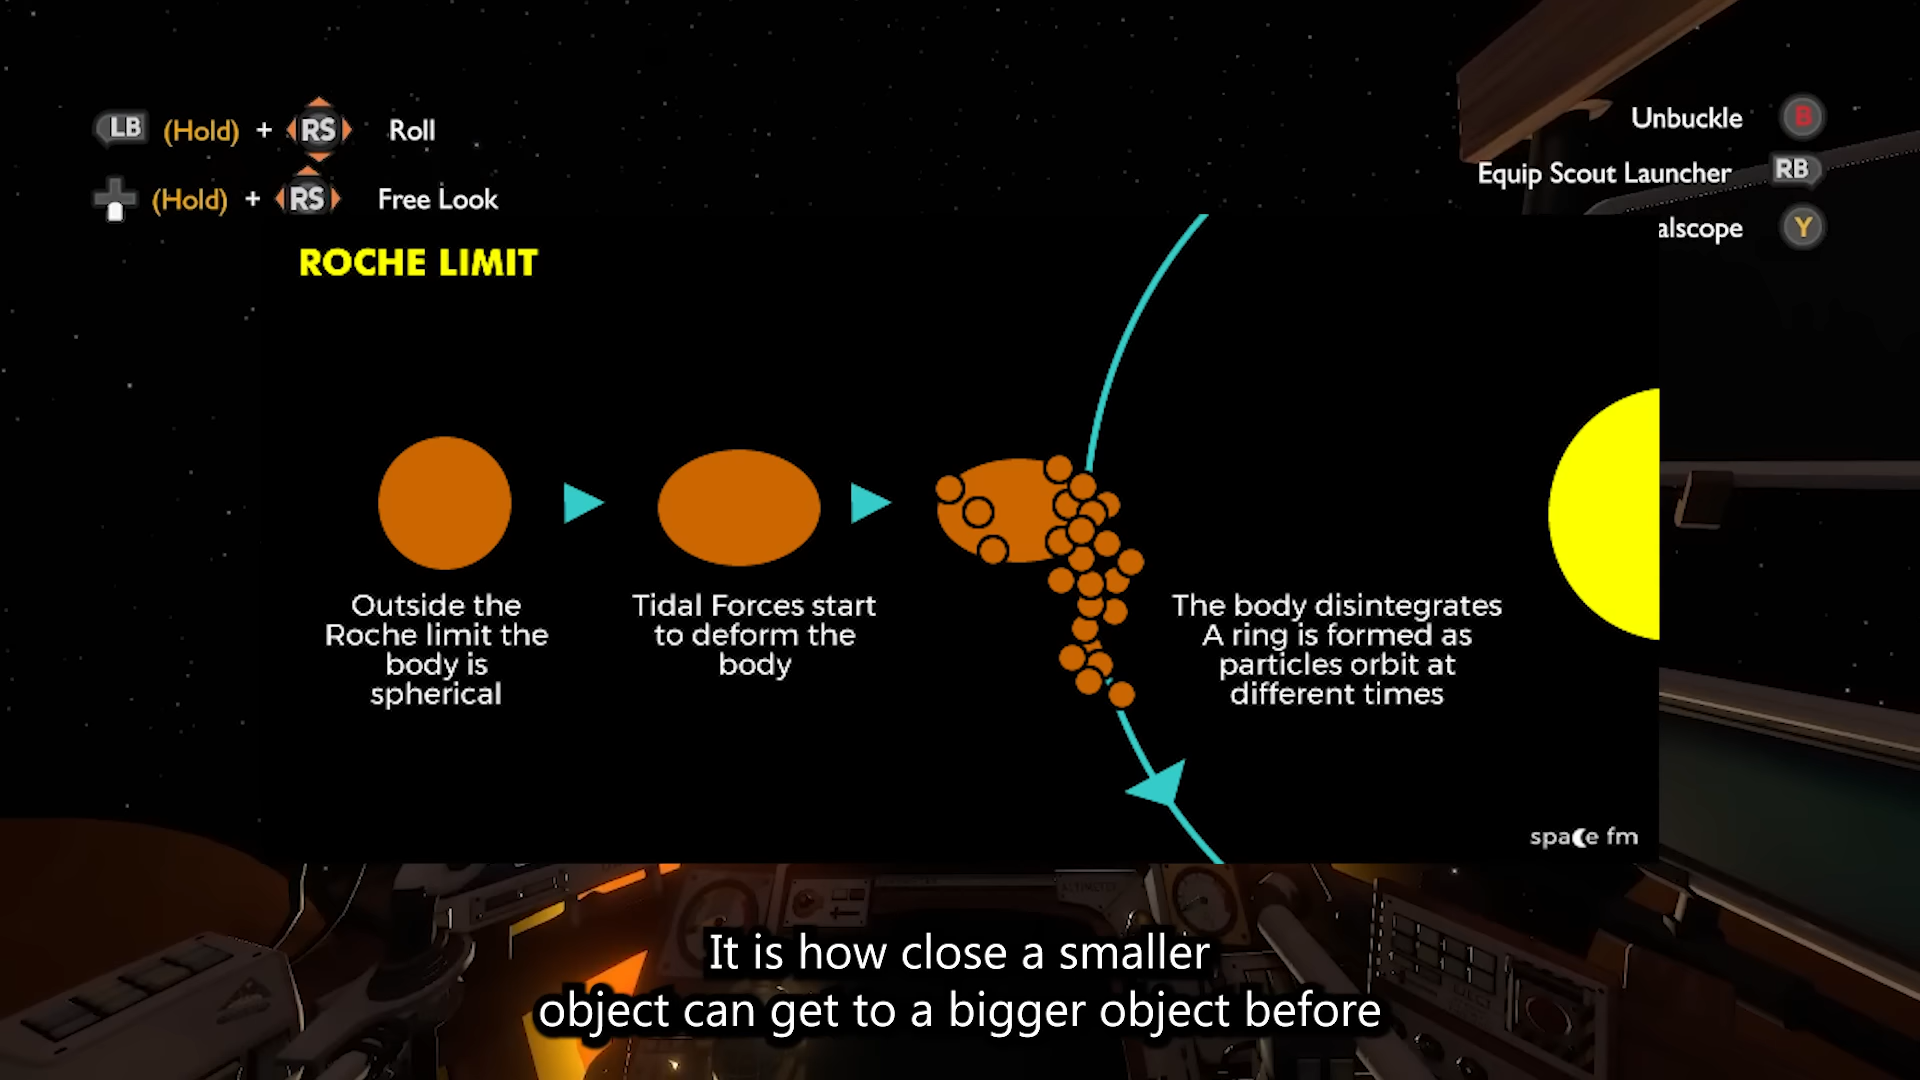 LB (Hold) + RS Roll
(Hold) + RS Free Look
Unbuckle B
Equip Scout Launcher RB
alscope Y
ROCHE LIMIT
Outside the
Roche limit the
body is
spherical
Tidal Forces start
to deform the
body
The body disintegrates
A ring is formed as
particles orbit at
different times
space fm
It is how close a smaller
object can get to a bigger object before